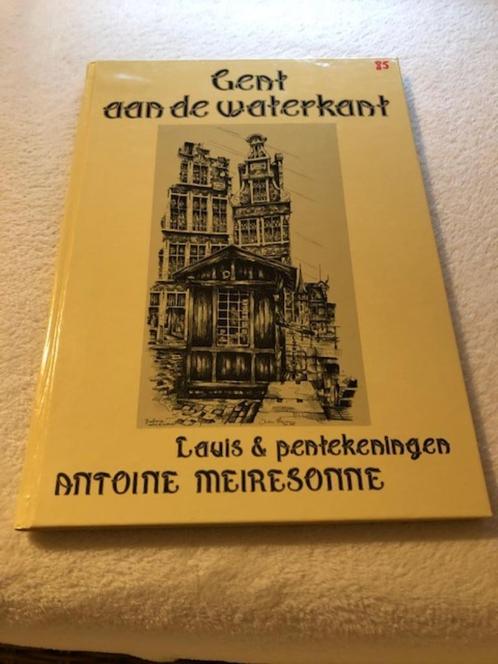 85
Gent
aan de waterkant
Lavis & pentekeningen
ANTOINE MEIRESONNE